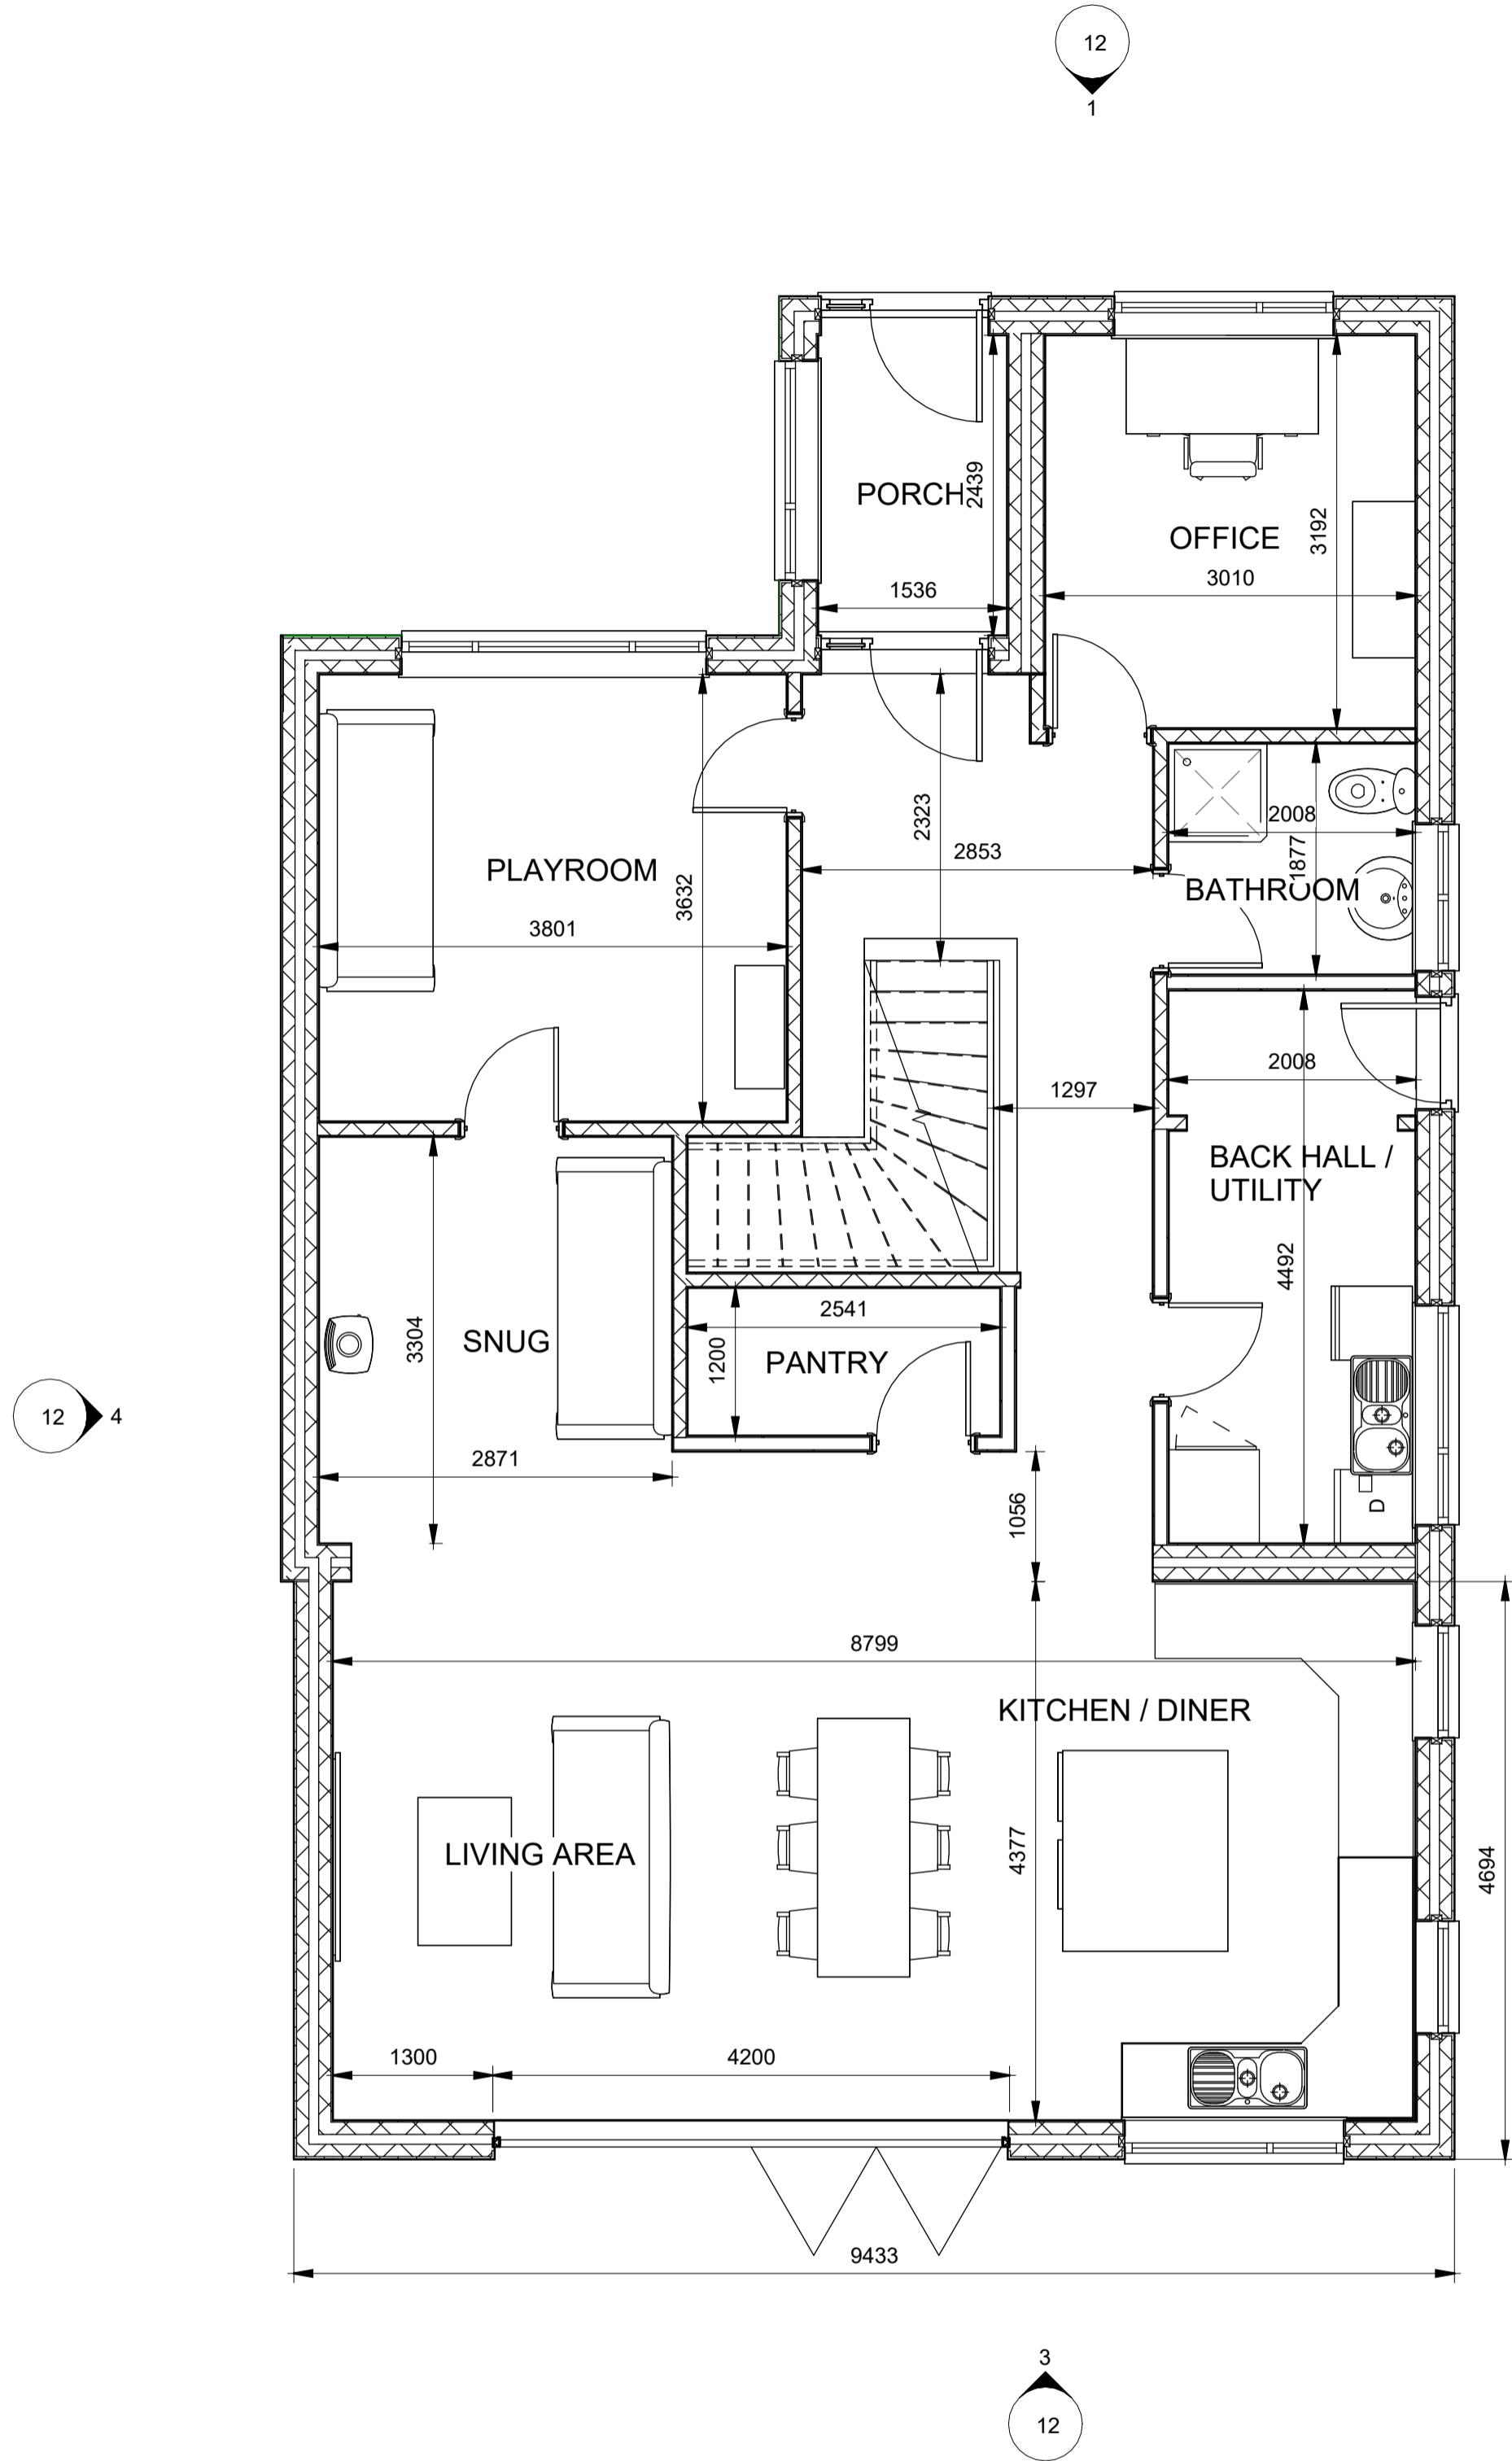 12
1
PORCH
2439
1536
OFFICE
3192
3010
PLAYROOM
3632
3801
2323
2853
2008
1877
BATHROOM
2008
1297
BACK HALL /
UTILITY
4492
3304
SNUG
2541
1200
PANTRY
12
4
2871
1056
D
8799
KITCHEN / DINER
LIVING AREA
4377
4694
1300
4200
9433
3
12